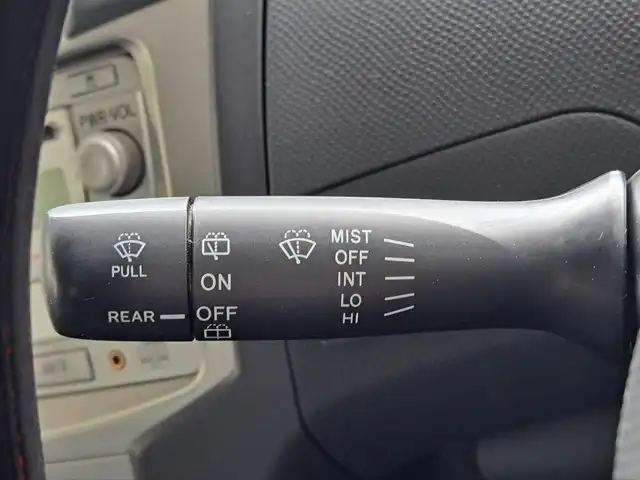 PWR·VOL
PULL
REAR
ON
OFF
MIST
OFF
INT
LO
HI